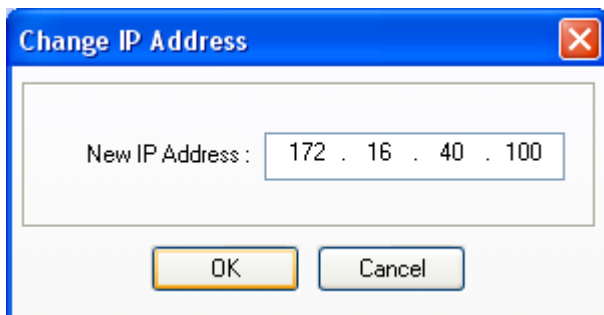 Change IP Address
New IP Address : 172 . 16 . 40 . 100
OK Cancel